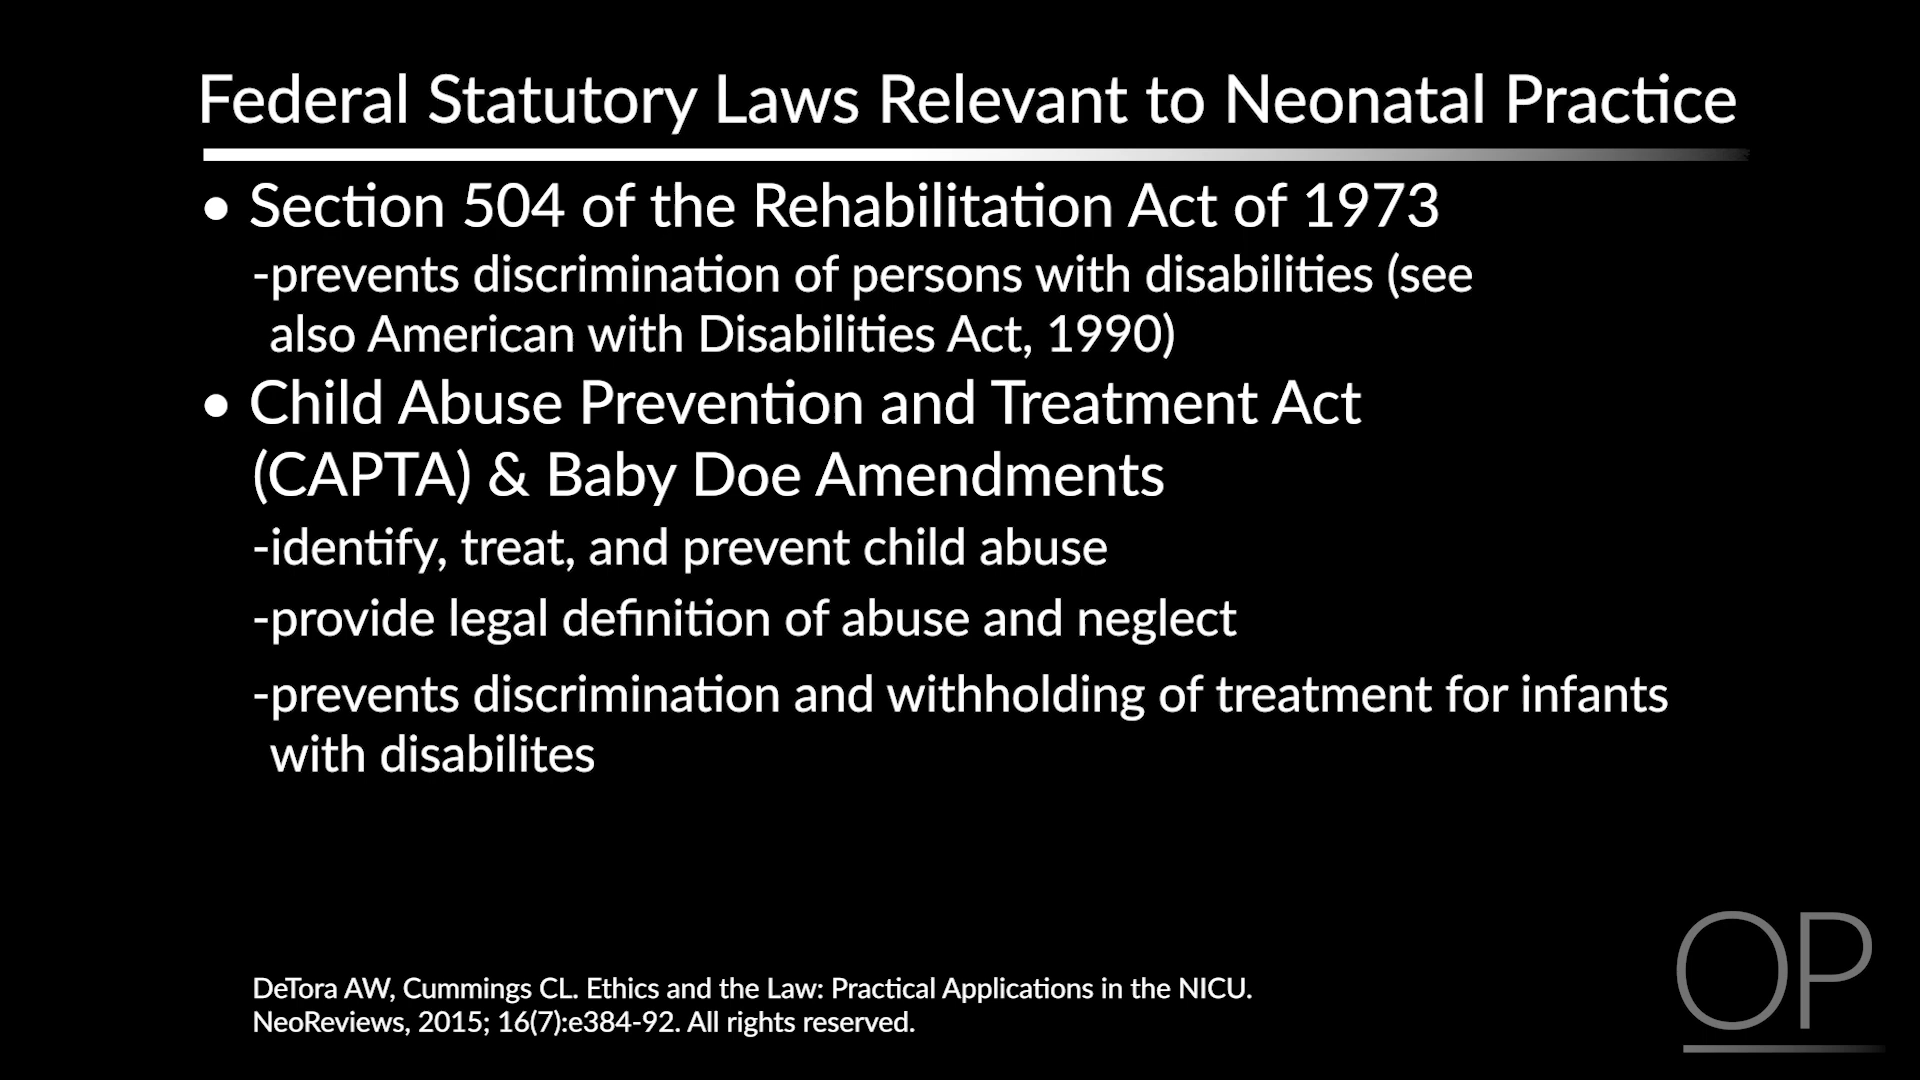 Federal Statutory Laws Relevant to Neonatal Practice
• Section 504 of the Rehabilitation Act of 1973
-prevents discrimination of persons with disabilities (see
also American with Disabilities Act, 1990)
• Child Abuse Prevention and Treatment Act
(CAPTA) & Baby Doe Amendments
-identify, treat, and prevent child abuse
-provide legal definition of abuse and neglect
-prevents discrimination and withholding of treatment for infants
with disabilites
DeTora AW, Cummings CL. Ethics and the Law: Practical Applications in the NICU.
NeoReviews, 2015; 16(7):e384-92. All rights reserved.
OP